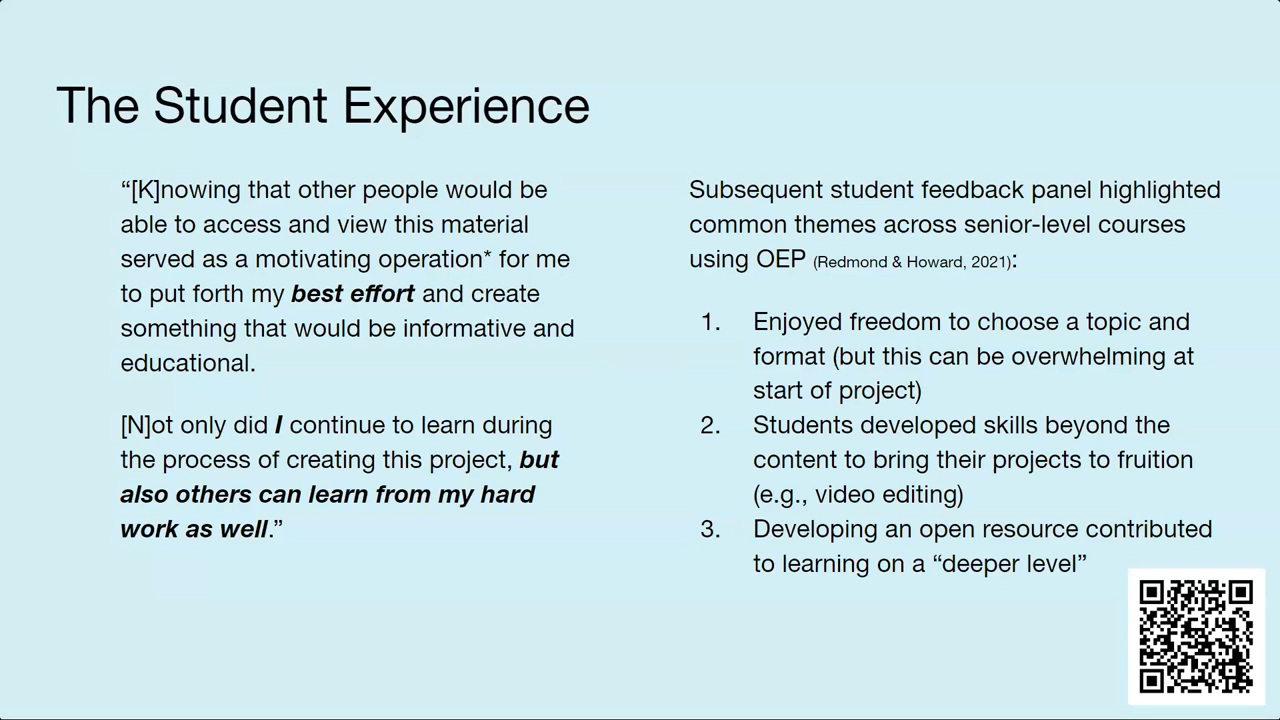 The Student Experience
“[K]nowing that other people would be
able to access and view this material
served as a motivating operation* for me
to put forth my best effort and create
something that would be informative and
educational.
[N]ot only did I continue to learn during
the process of creating this project, but
also others can learn from my hard
work as well.”
Subsequent student feedback panel highlighted
common themes across senior-level courses
using OEP (Redmond & Howard, 2021):
1. Enjoyed freedom to choose a topic and
format (but this can be overwhelming at
start of project)
2. Students developed skills beyond the
content to bring their projects to fruition
(e.g., video editing)
3. Developing an open resource contributed
to learning on a “deeper level”